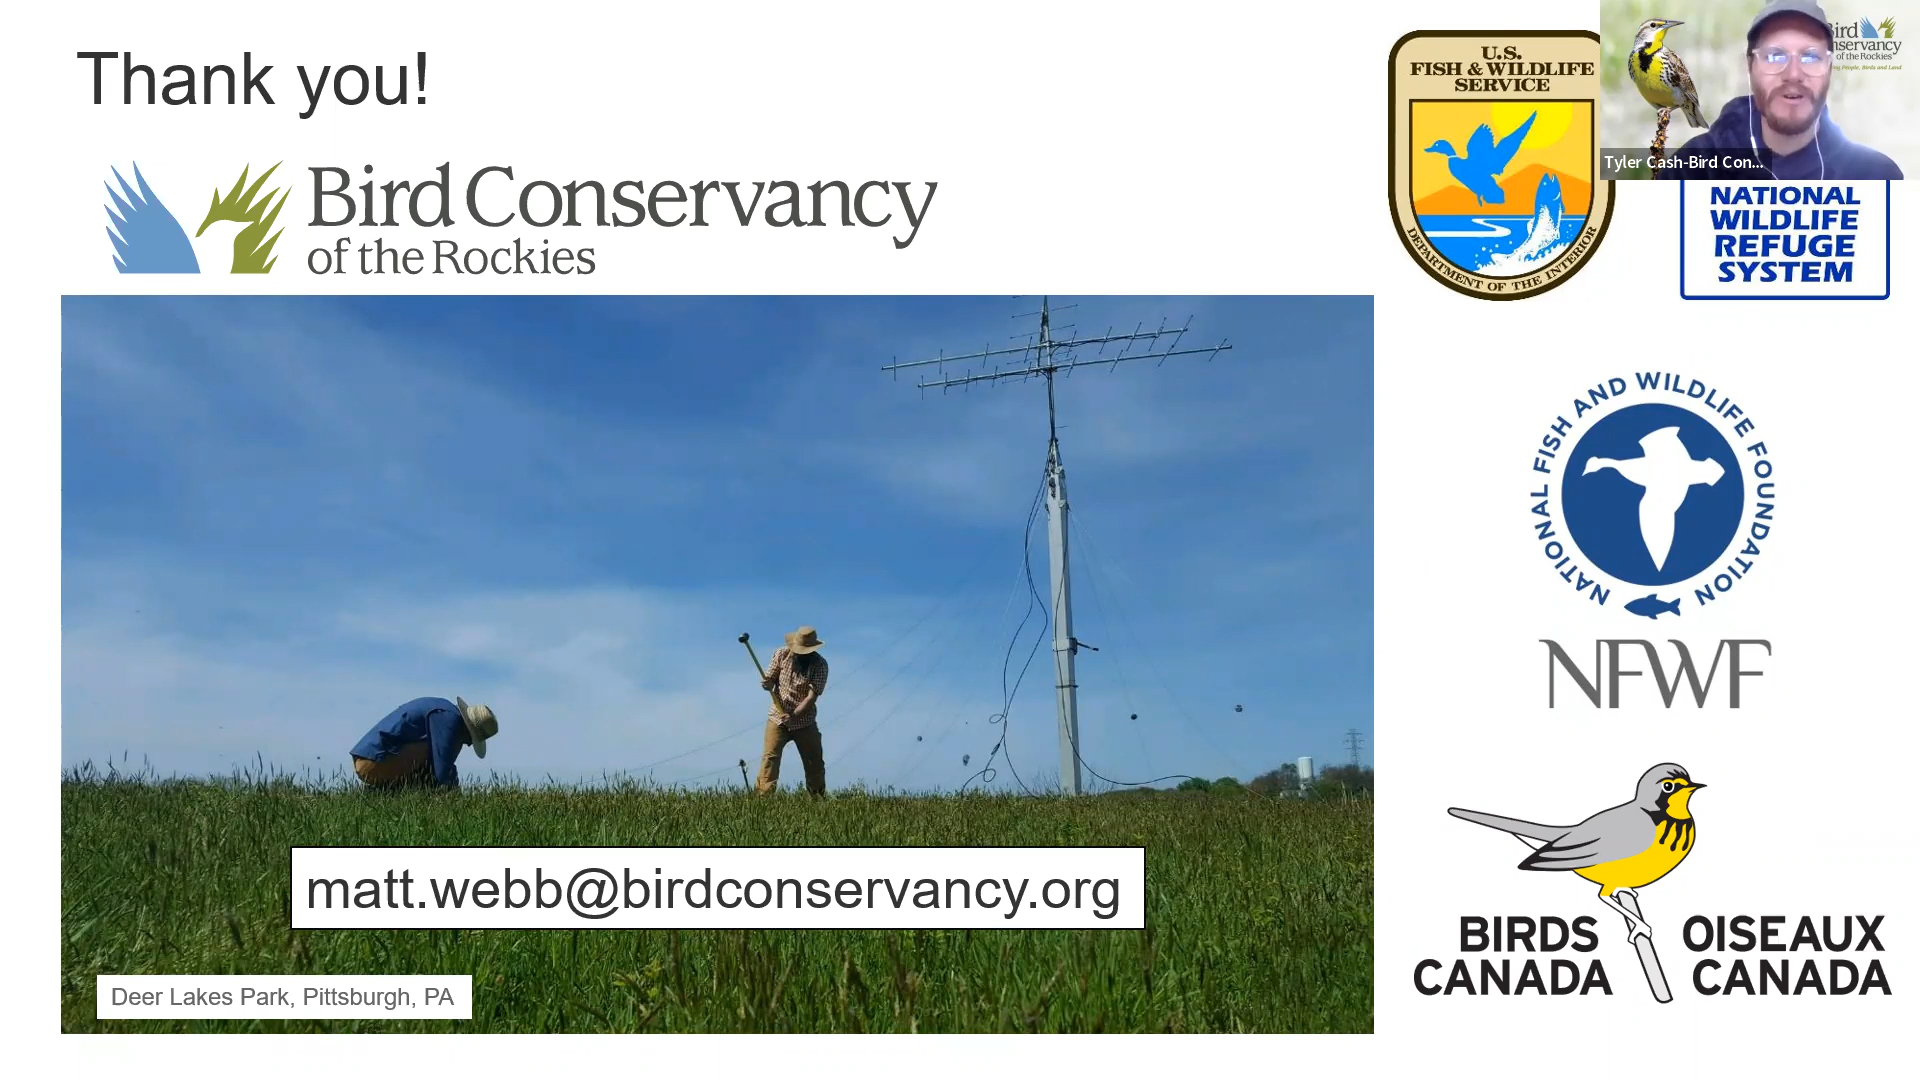 Thank you!
Bird Conservancy
of the Rockies
U.S.
FISH & WILDLIFE
SERVICE
DEPARTMENT OF THE INTERIOR
Tyler Cash-Bird Con...
NATIONAL
WILDLIFE
REFUGE
SYSTEM
NATIONAL FISH AND WILDLIFE FOUNDATION
NFWF
matt.webb@birdconservancy.org
Deer Lakes Park, Pittsburgh, PA
BIRDS
CANADA
OISEAUX
CANADA